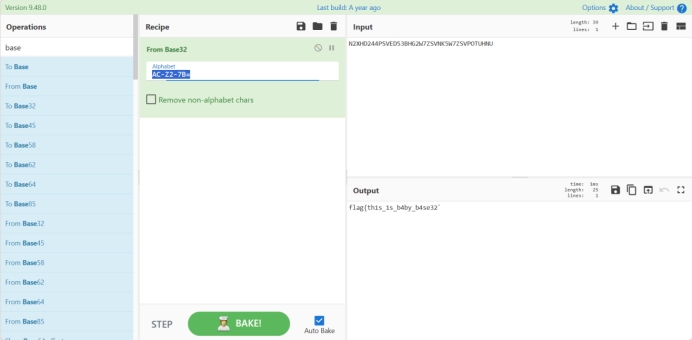 Version 9.48.0
Last build: A year ago
Options
About / Support
Operations
Recipe
Input
length: 39
lines: 1
base
From Base32
N2XHD244PSVED53BHG2W7ZSVNK5W7ZSVPOTUHNU
To Base
Alphabet
AC-Z2-7B=
From Base
Remove non-alphabet chars
To Base32
To Base45
To Base58
To Base62
To Base64
To Base85
Output
time: 1ms
length: 25
lines: 1
From Base32
flag{this_1s_b4by_b4se32`
From Base45
From Base58
From Base62
From Base64
From Base85
STEP
BAKE!
Auto Bake